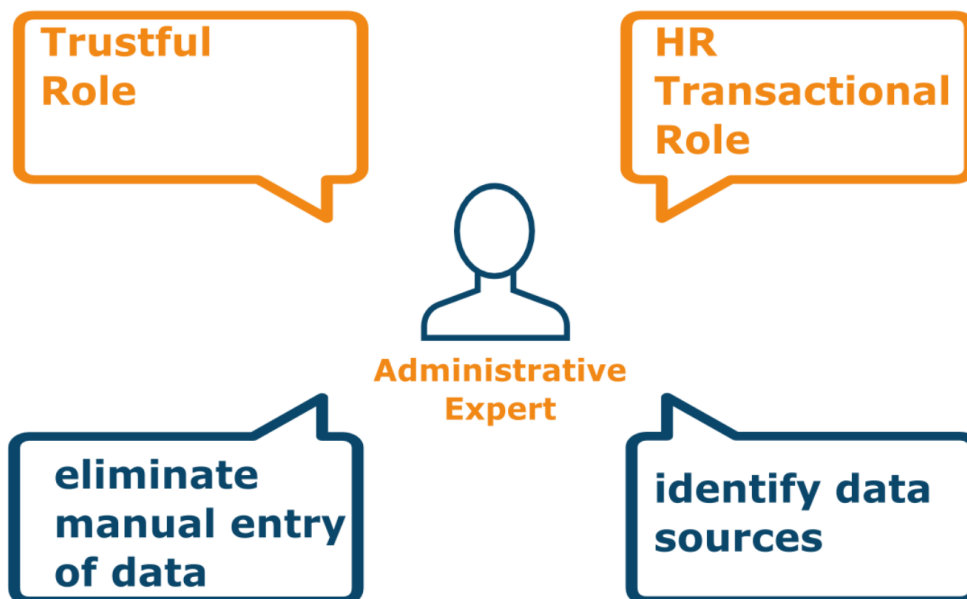 Trustful
Role
HR
Transactional
Role
Administrative
Expert
eliminate
manual entry
of data
identify data
sources